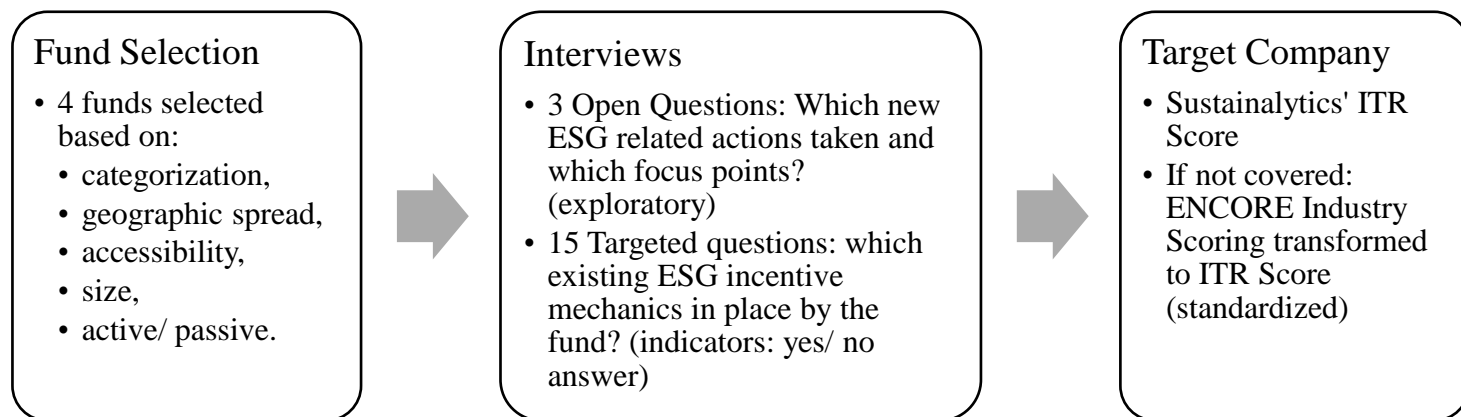 Fund Selection
• 4 funds selected
based on:
• categorization,
• geographic spread,
• accessibility,
• size,
• active/ passive.
Interviews
• 3 Open Questions: Which new
ESG related actions taken and
which focus points?
(exploratory)
• 15 Targeted questions: which
existing ESG incentive
mechanics in place by the
fund? (indicators: yes/ no
answer)
Target Company
• Sustainalytics' ITR
Score
• If not covered:
ENCORE Industry
Scoring transformed
to ITR Score
(standardized)